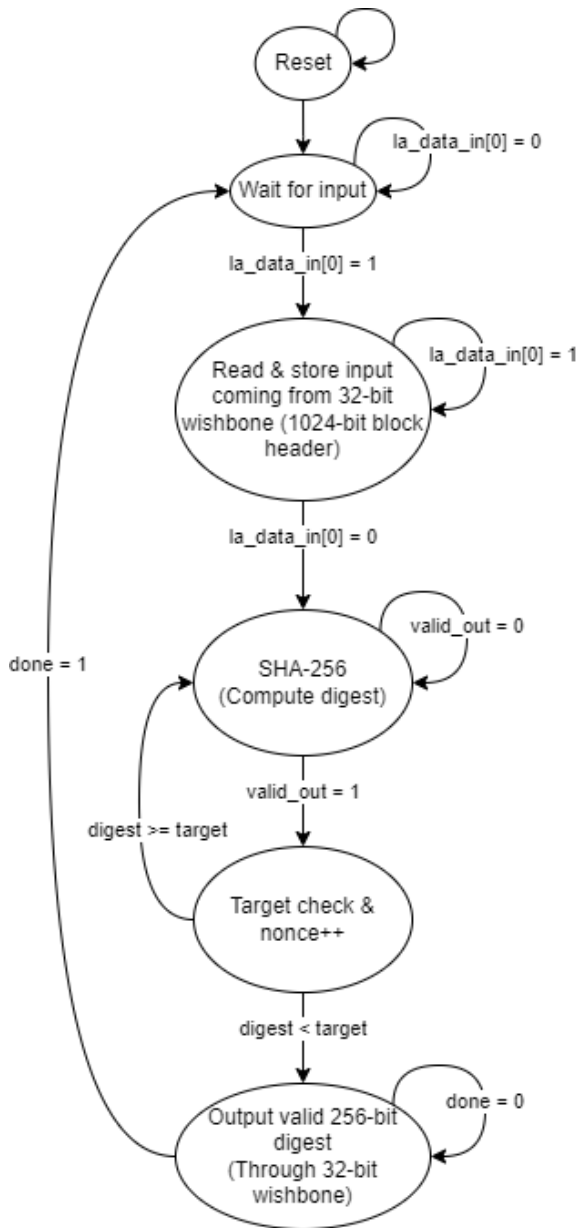 Reset
la_data_in[0] = 0
Wait for input
la_data_in[0] = 1
Read & store input
coming from 32-bit
wishbone (1024-bit block
header)
la_data_in[0] = 1
la_data_in[0] = 0
SHA-256
(Compute digest)
valid_out = 0
done = 1
valid_out = 1
digest >= target
Target check &
nonce++
digest < target
Output valid 256-bit
digest
(Through 32-bit
wishbone)
done = 0